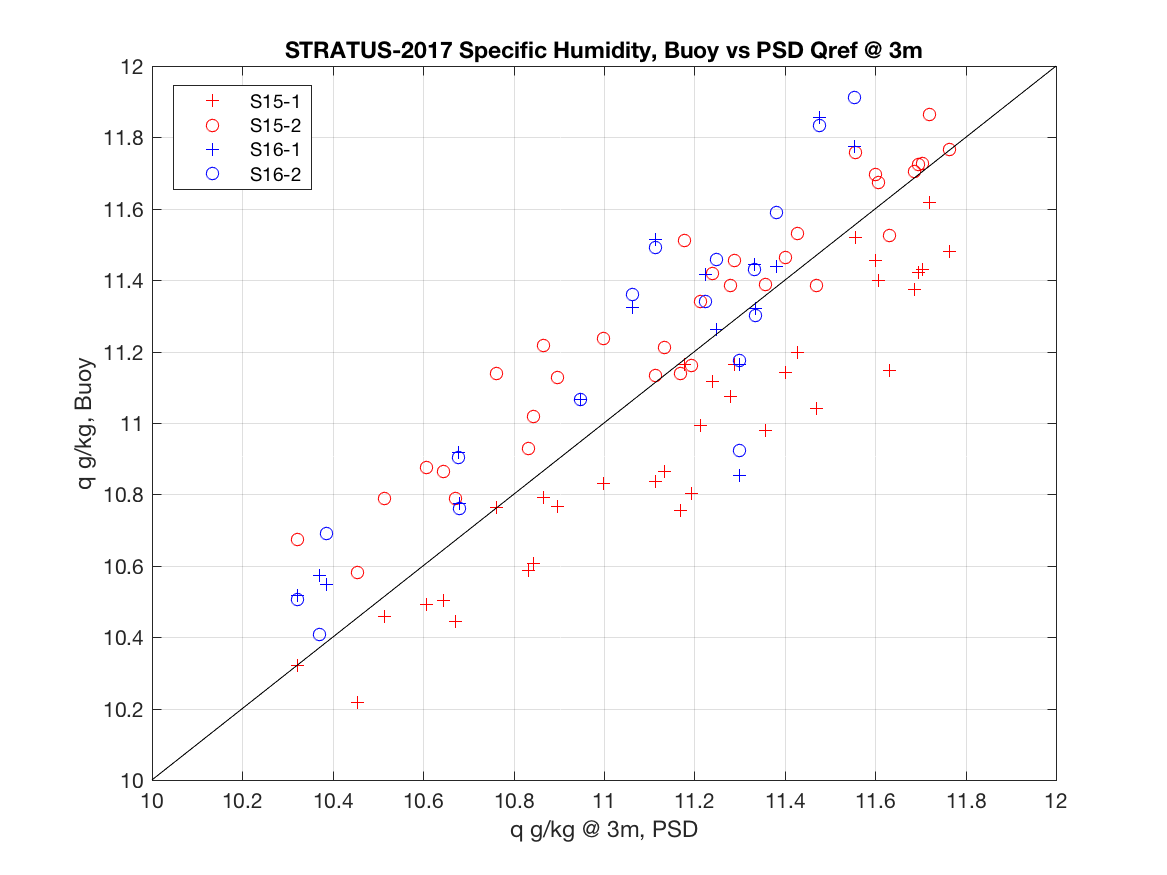 STRATUS-2017 Specific Humidity, Buoy vs PSD Qref @ 3m
S15-1
S15-2
S16-1
S16-2
q g/kg, Buoy
12
11.8
11.6
11.4
11.2
11
10.8
10.6
10.4
10.2
10
10 10.2 10.4 10.6 10.8 11 11.2 11.4 11.6 11.8 12
q g/kg @ 3m, PSD